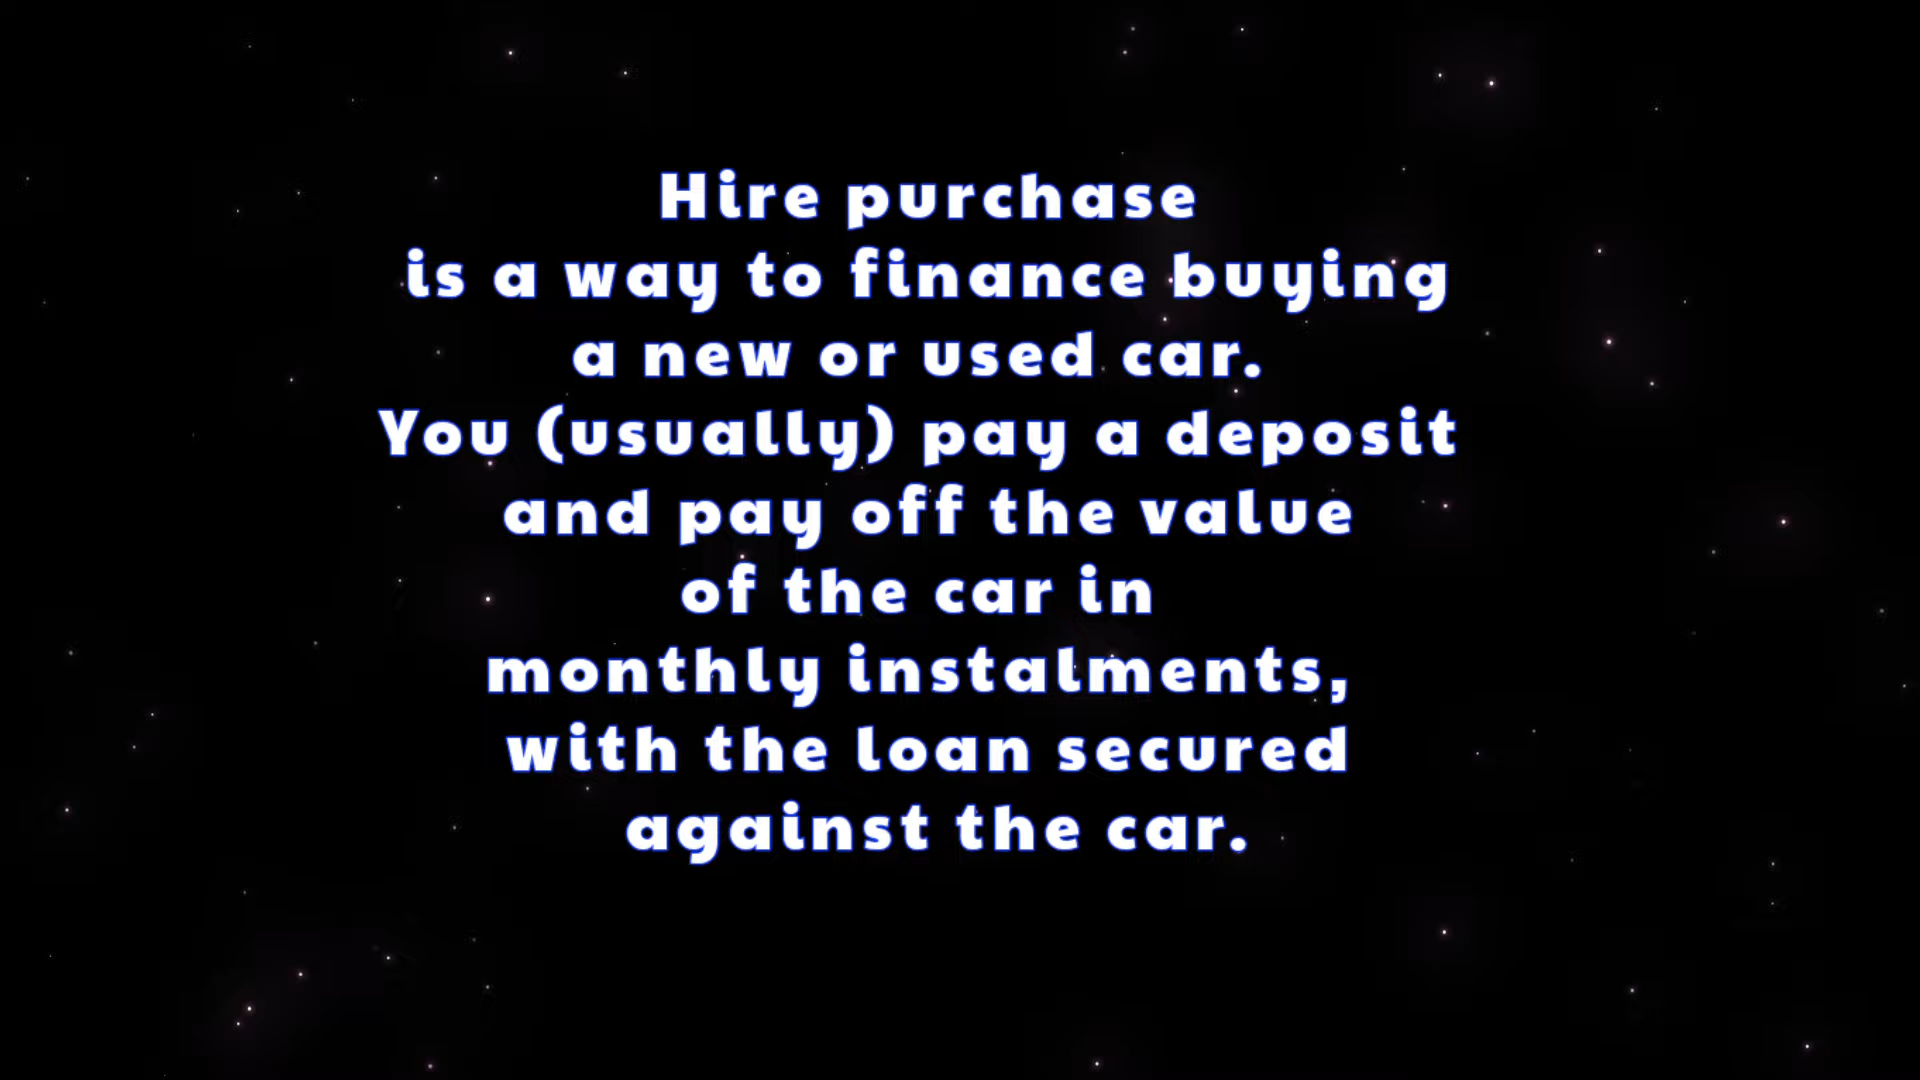 Hire purchase
is a way to finance buying
a new or used car.
You (usually) pay a deposit
and pay off the value
of the car in
monthly instalments,
with the loan secured
against the car.